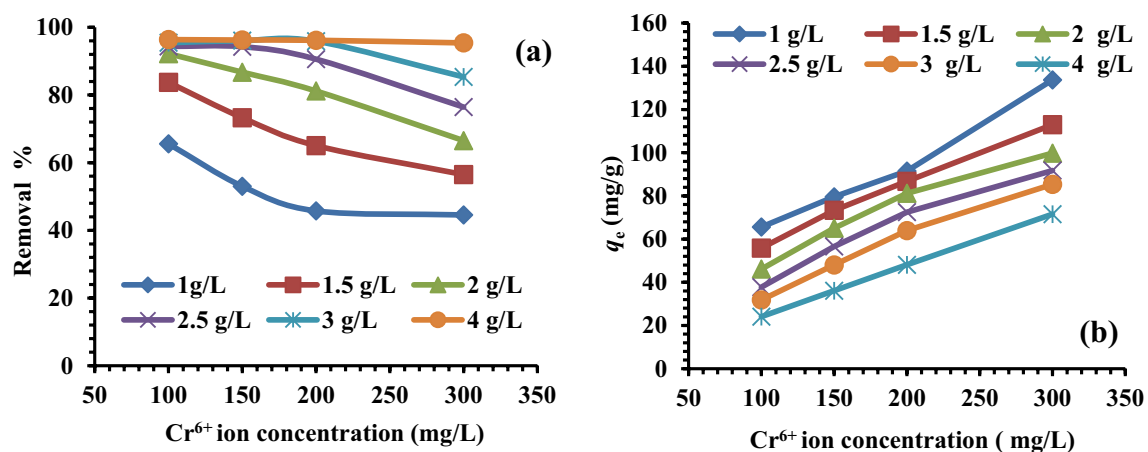 Removal %
100
80
60
40
20
0
(a)
1g/L 1.5 g/L 2 g/L
2.5 g/L 3 g/L 4 g/L
50 100 150 200 250 300 350
Cr⁶⁺ ion concentration (mg/L)
qe (mg/g)
160
140
120
100
80
60
40
20
0
1 g/L 1.5 g/L 2 g/L
2.5 g/L 3 g/L 4 g/L
(b)
50 100 150 200 250 300 350
Cr⁶⁺ ion concentration ( mg/L)